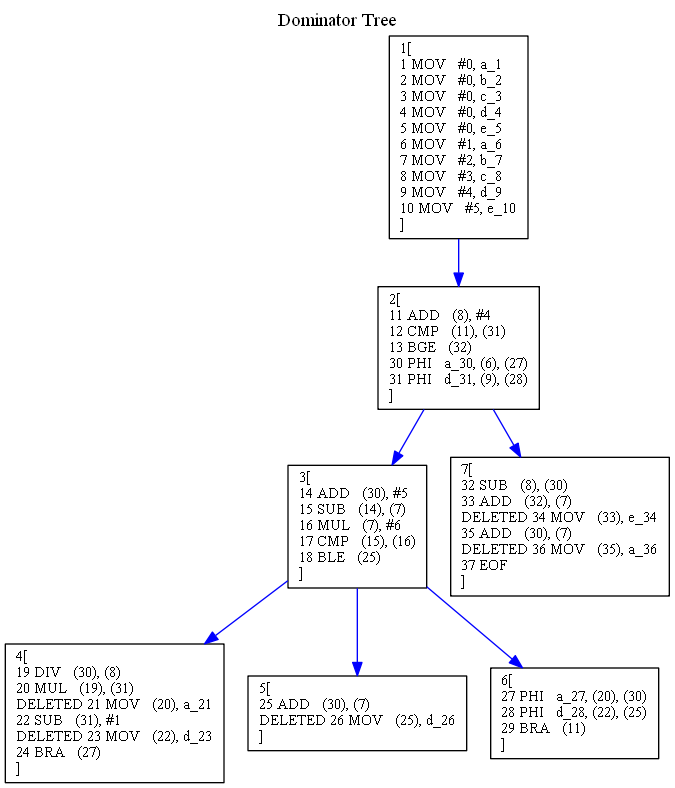 Dominator Tree
1[
1 MOV #0, a_1
2 MOV #0, b_2
3 MOV #0, c_3
4 MOV #0, d_4
5 MOV #0, e_5
6 MOV #1, a_6
7 MOV #2, b_7
8 MOV #3, c_8
9 MOV #4, d_9
10 MOV #5, e_10
]
2[
11 ADD (8), #4
12 CMP (11), (31)
13 BGE (32)
30 PHI a_30, (6), (27)
31 PHI d_31, (9), (28)
]
3[
14 ADD (30), #5
15 SUB (14), (7)
16 MUL (7), #6
17 CMP (15), (16)
18 BLE (25)
]
7[
32 SUB (8), (30)
33 ADD (32), (7)
DELETED 34 MOV (33), e_34
35 ADD (30), (7)
DELETED 36 MOV (35), a_36
37 EOF
]
4[
19 DIV (30), (8)
20 MUL (19), (31)
DELETED 21 MOV (20), a_21
22 SUB (31), #1
DELETED 23 MOV (22), d_23
24 BRA (27)
]
5[
25 ADD (30), (7)
DELETED 26 MOV (25), d_26
]
6[
27 PHI a_27, (20), (30)
28 PHI d_28, (22), (25)
29 BRA (11)
]